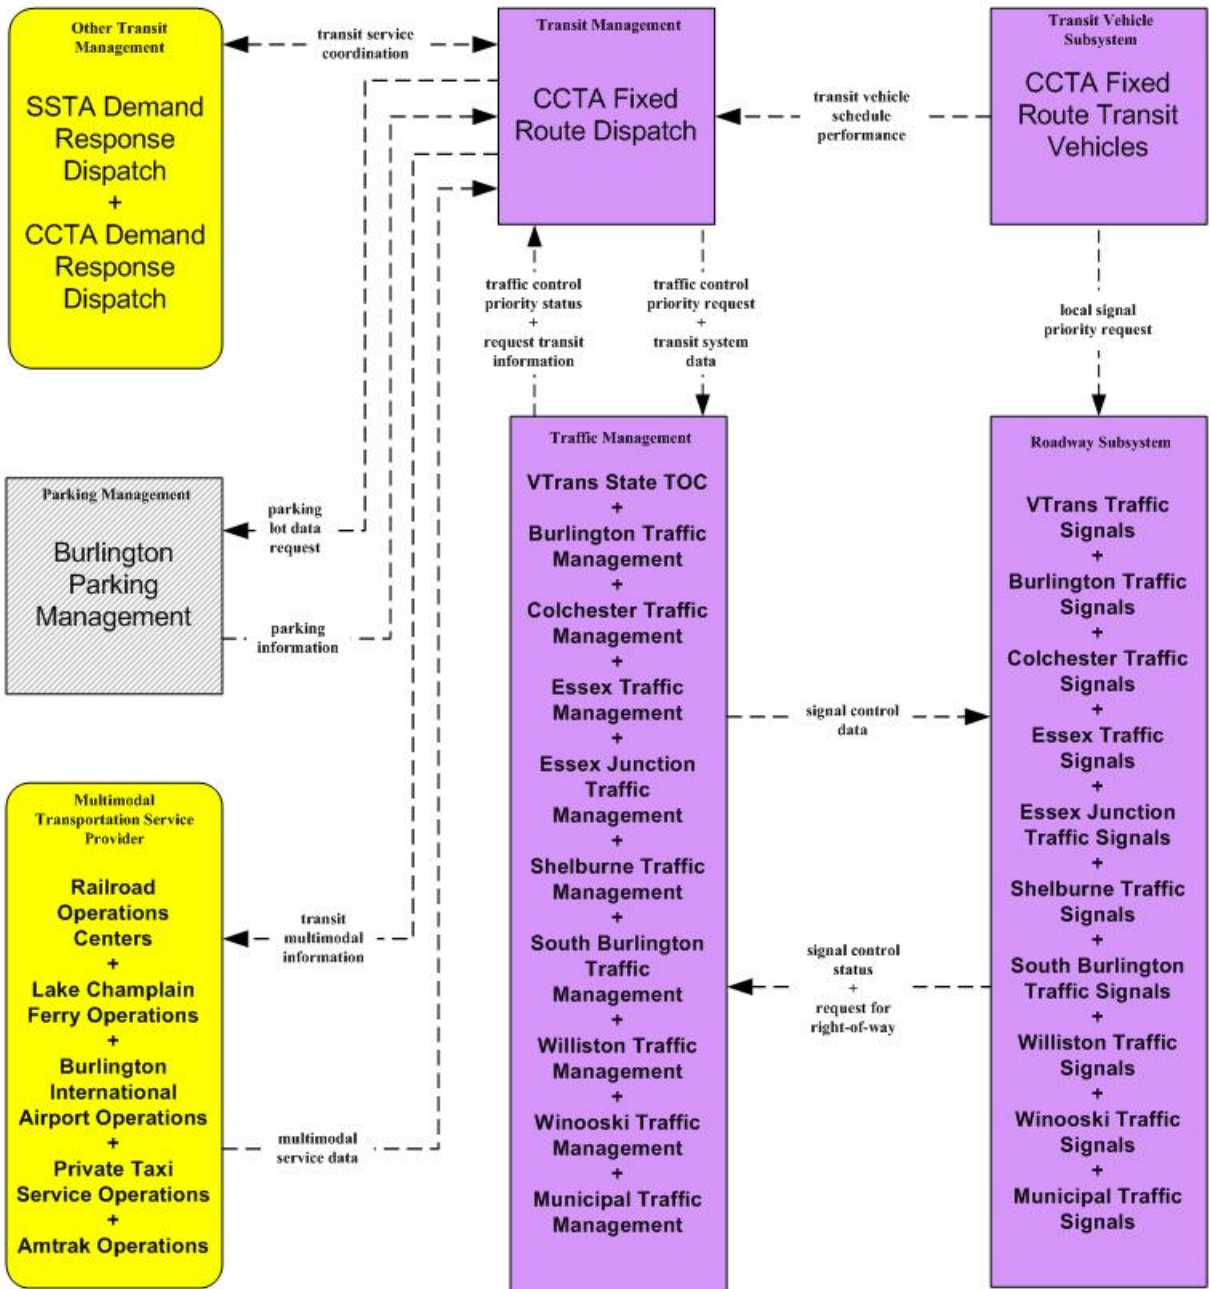 Other Transit
Management
SSTA Demand
Response
Dispatch
+
CCTA Demand
Response
Dispatch
transit service
coordination
Transit Management
CCTA Fixed
Route Dispatch
transit vehicle
schedule
performance
Transit Vehicle
Subsystem
CCTA Fixed
Route Transit
Vehicles
traffic control
priority status
+
request transit
information
traffic control
priority request
+
transit system
data
local signal
priority request
Parking Management
Burlington
Parking
Management
parking
lot data
request
parking
information
Traffic Management
VTrans State TOC
+
Burlington Traffic
Management
+
Colchester Traffic
Management
+
Essex Traffic
Management
+
Essex Junction
Traffic
Management
+
Shelburne Traffic
Management
+
South Burlington
Traffic
Management
+
Williston Traffic
Management
+
Winooski Traffic
Management
+
Municipal Traffic
Management
signal control
data
signal control
status
+
request for
right-of-way
Roadway Subsystem
VTrans Traffic
Signals
+
Burlington Traffic
Signals
+
Colchester Traffic
Signals
+
Essex Traffic
Signals
+
Essex Junction
Traffic Signals
+
Shelburne Traffic
Signals
+
South Burlington
Traffic Signals
+
Williston Traffic
Signals
+
Winooski Traffic
Signals
+
Municipal Traffic
Signals
Multimodal
Transportation Service
Provider
Railroad
Operations
Centers
+
Lake Champlain
Ferry Operations
+
Burlington
International
Airport Operations
+
Private Taxi
Service Operations
+
Amtrak Operations
transit
multimodal
information
multimodal
service data